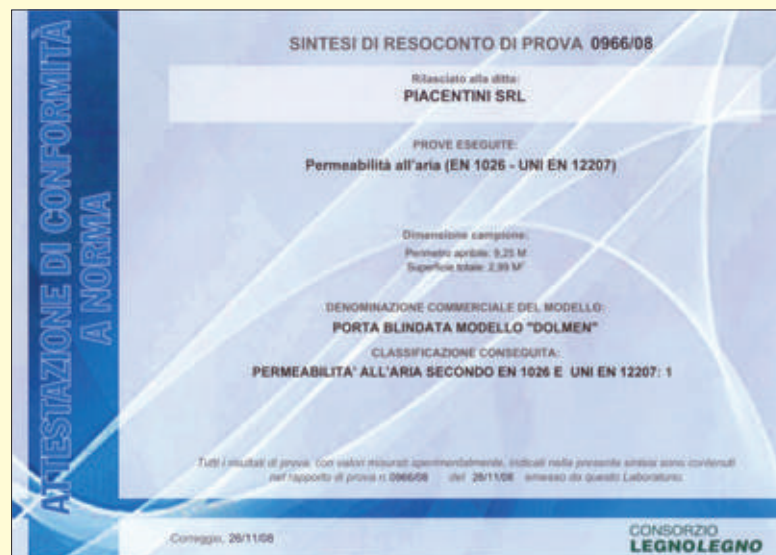 ATTESTAZIONE DI CONFORMITÀ
A NORMA
SINTESI DI RESOCONTO DI PROVA 0966/08
Rilasciato alla ditta:
PIACENTINI SRL
PROVE ESEGUITE:
Permeabilità all'aria (EN 1026 - UNI EN 12207)
Dimensione campione:
Perimetro apribile: 9,25 M
Superficie totale: 2,99 M²
DENOMINAZIONE COMMERCIALE DEL MODELLO:
PORTA BLINDATA MODELLO "DOLMEN"
CLASSIFICAZIONE CONSEGUITA:
PERMEABILITA' ALL'ARIA SECONDO EN 1026 E UNI EN 12207: 1
Tutti i risultati di prova, con valori misurati sperimentalmente, indicati nella presente sintesi sono contenuti
nel rapporto di prova n. 0966/08 del 26/11/08 emesso da questo Laboratorio.
Correggio, 26/11/08
CONSORZIO
LEGNOLEGNO